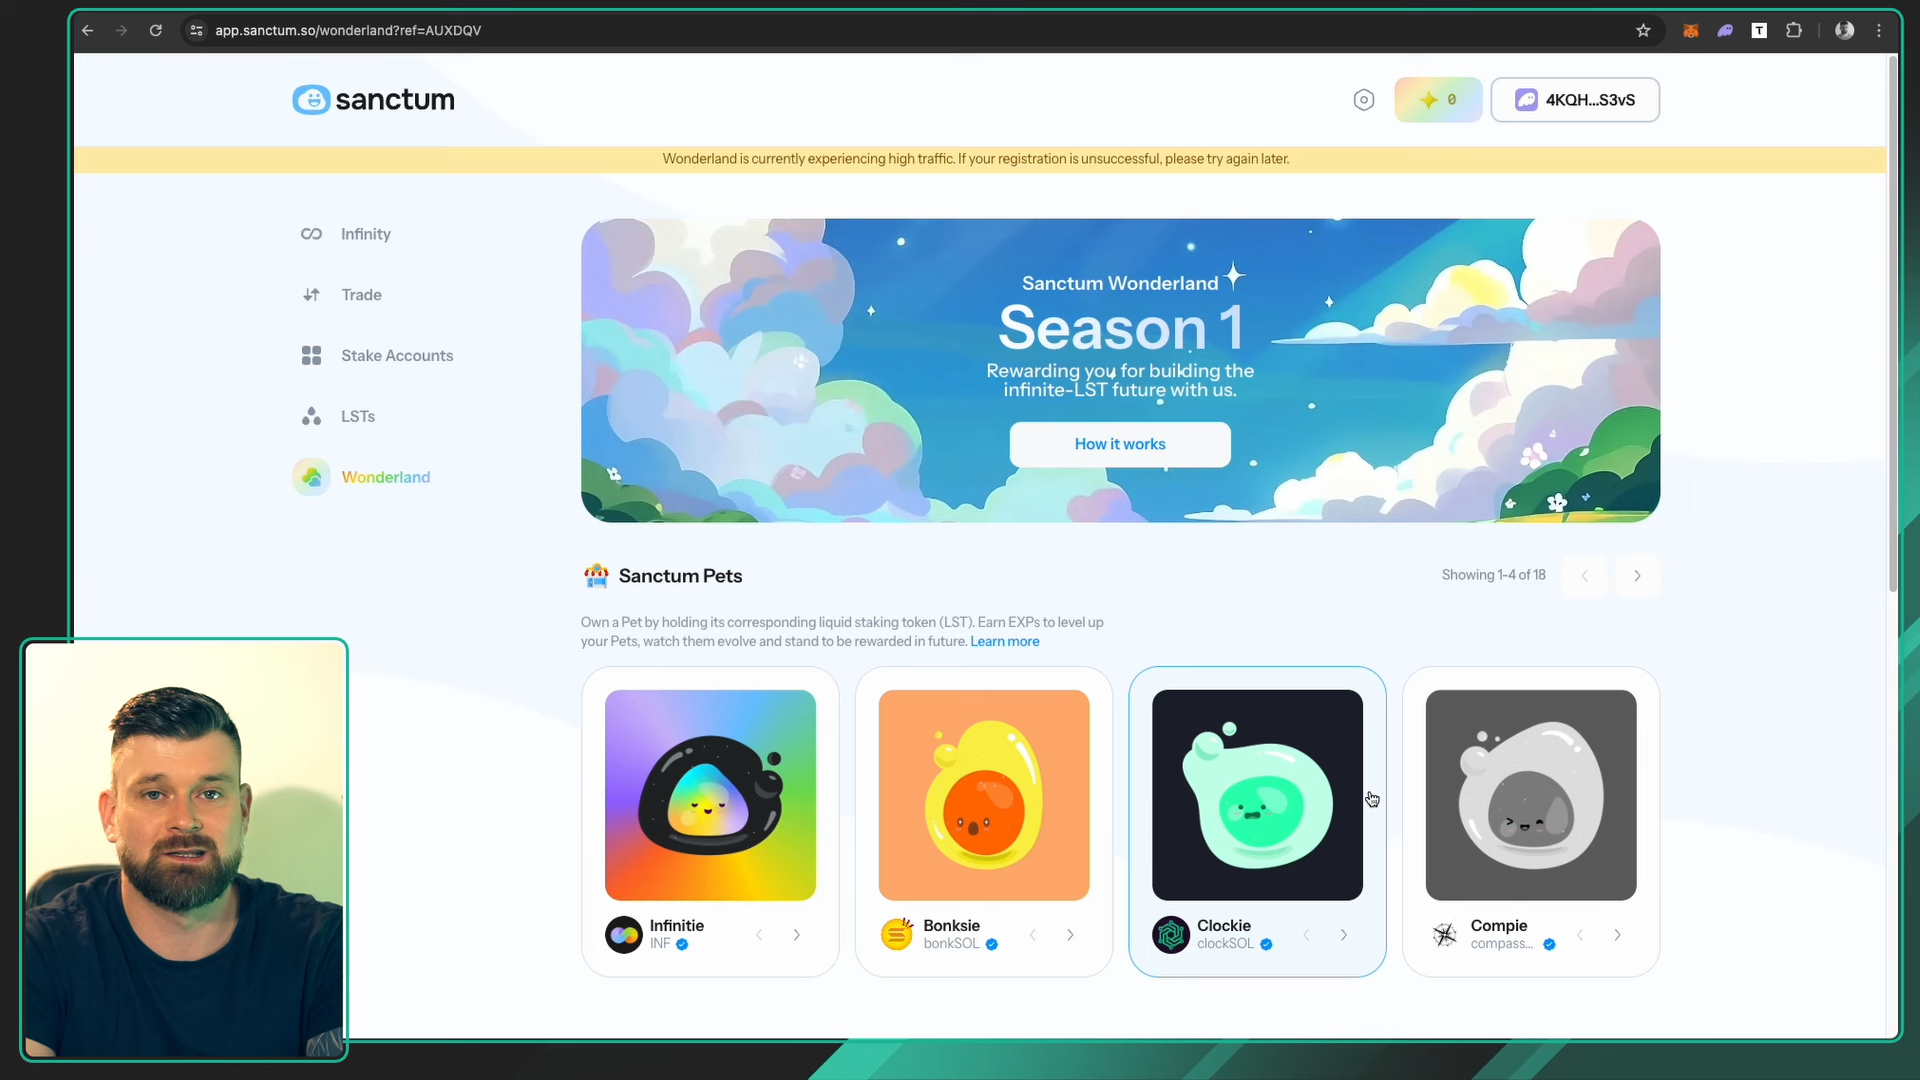 app.sanctum.so/wonderland?ref=AUXDQV
T
sanctum
0
4KQH...S3vS
Wonderland is currently experiencing high traffic. If your registration is unsuccessful, please try again later.
Infinity
Trade
Stake Accounts
LSTs
Wonderland
Sanctum Wonderland
Season 1
Rewarding you for building the
infinite-LST future with us.
How it works
Sanctum Pets
Showing 1-4 of 18
Own a Pet by holding its corresponding liquid staking token (LST). Earn EXPs to level up
your Pets, watch them evolve and stand to be rewarded in future. Learn more
Infinitie
INF
Bonksie
bonkSOL
Clockie
clockSOL
Compie
compass...